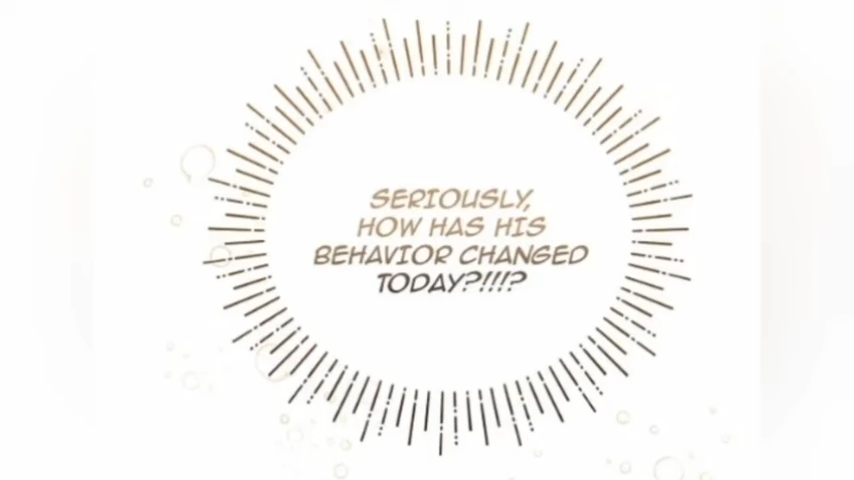 SERIOUSLY,
HOW HAS HIS
BEHAVIOR CHANGED
TODAY?!!!?